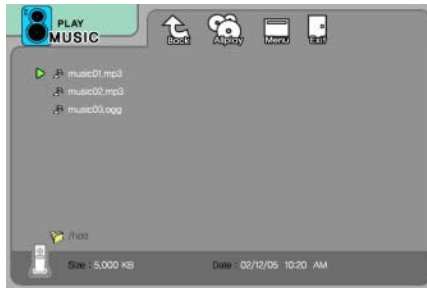 PLAY
MUSIC
Back
Allplay
Menu
Exit
music01.mp3
music02.mp3
music03.ogg
/hdd
Size : 5,000 KB
Date : 02/12/05 10:20 AM